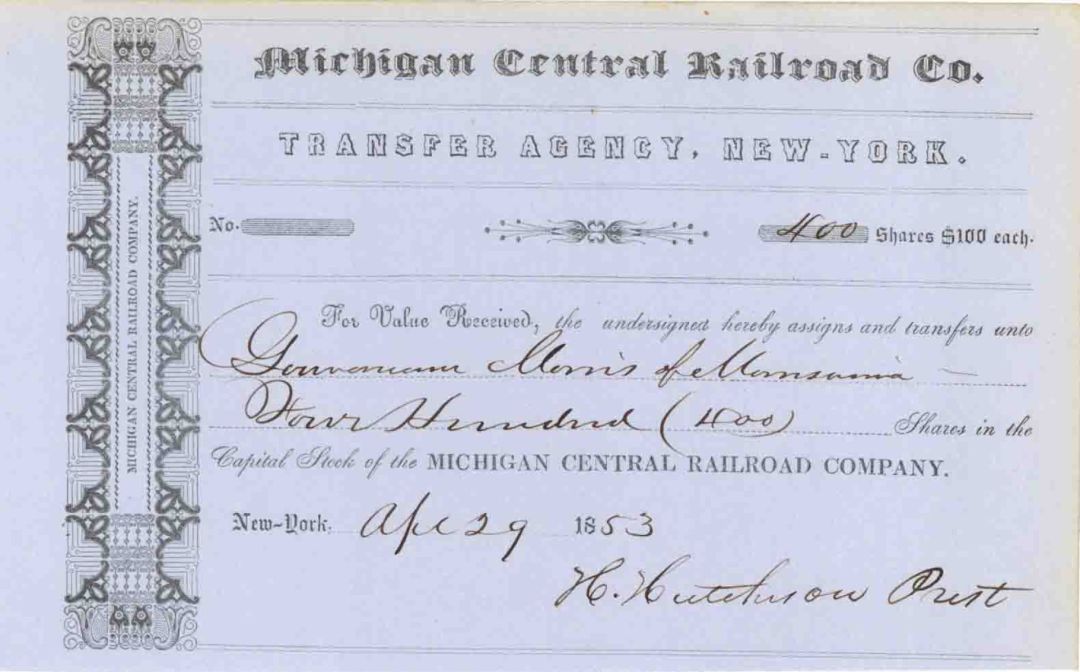 Michigan Central Railroad Co.
TRANSFER AGENCY, NEW-YORK.
No. 400 Shares $100 each.
For Value Received, the undersigned hereby assigns and transfers unto
Gouverneur Morris of Morrisania
Four Hundred (400) Shares in the
Capital Stock of the MICHIGAN CENTRAL RAILROAD COMPANY.
New-York, Apl 29 1853
H. Hutchinson Prest
MICHIGAN CENTRAL RAILROAD COMPANY.